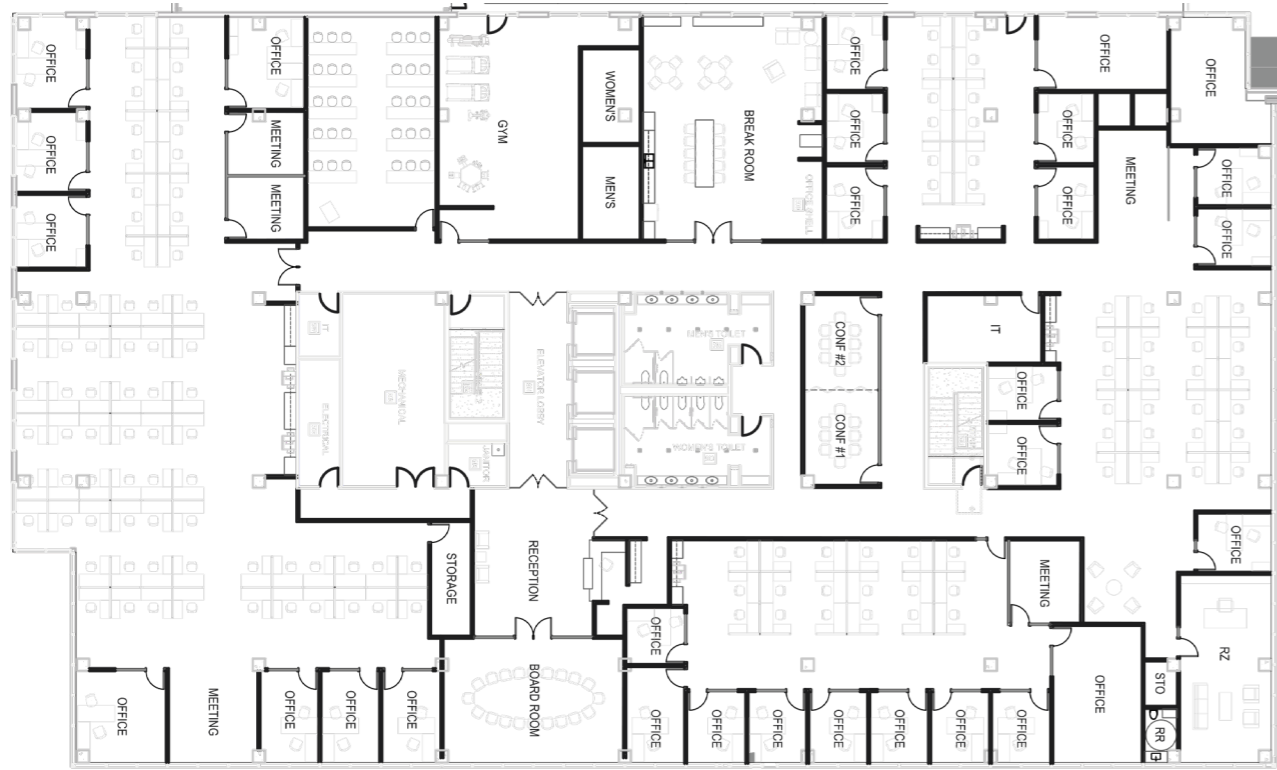 OFFICE
OFFICE
OFFICE
OFFICE
MEETING
MEETING
GYM
WOMEN'S
MEN'S
BREAK ROOM
OFFICE
OFFICE
OFFICE
OFFICE
OFFICE
OFFICE
OFFICE
MEETING
OFFICE
OFFICE
IT
MECHANICAL
ELECTRICAL
JANITOR
ELEVATOR LOBBY
MEN'S TOILET
WOMEN'S TOILET
CONF #2
CONF #1
IT
OFFICE
OFFICE
STORAGE
RECEPTION
MEETING
OFFICE
RZ
OFFICE
OFFICE
STO
RR
OFFICE
MEETING
OFFICE
OFFICE
OFFICE
BOARD ROOM
OFFICE
OFFICE
OFFICE
OFFICE
OFFICE
OFFICE
OFFICE